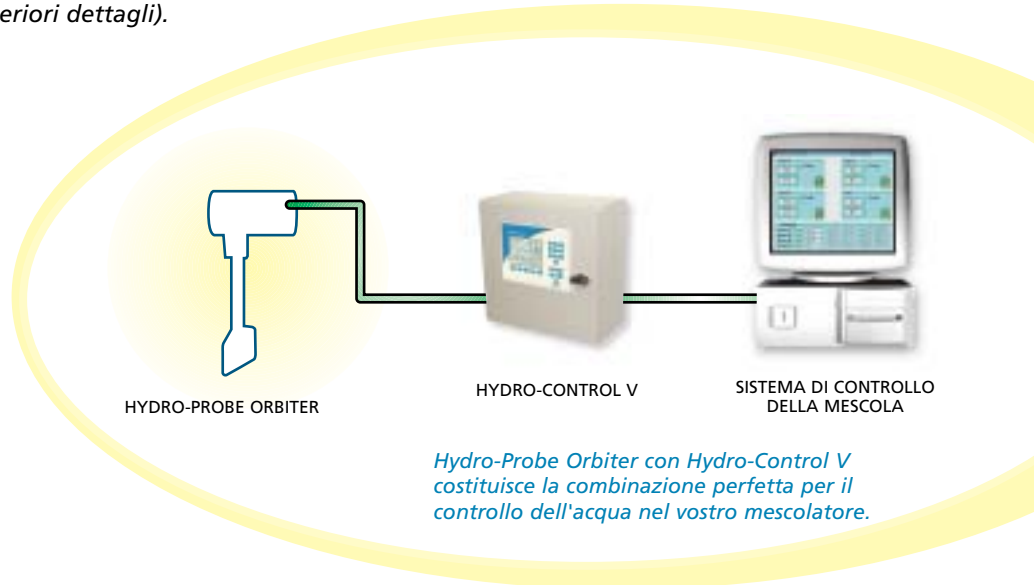 eriori dettagli).
HYDRO-PROBE ORBITER
HYDRO-CONTROL V
SISTEMA DI CONTROLLO
DELLA MESCOLA
Hydro-Probe Orbiter con Hydro-Control V
costituisce la combinazione perfetta per il
controllo dell'acqua nel vostro mescolatore.